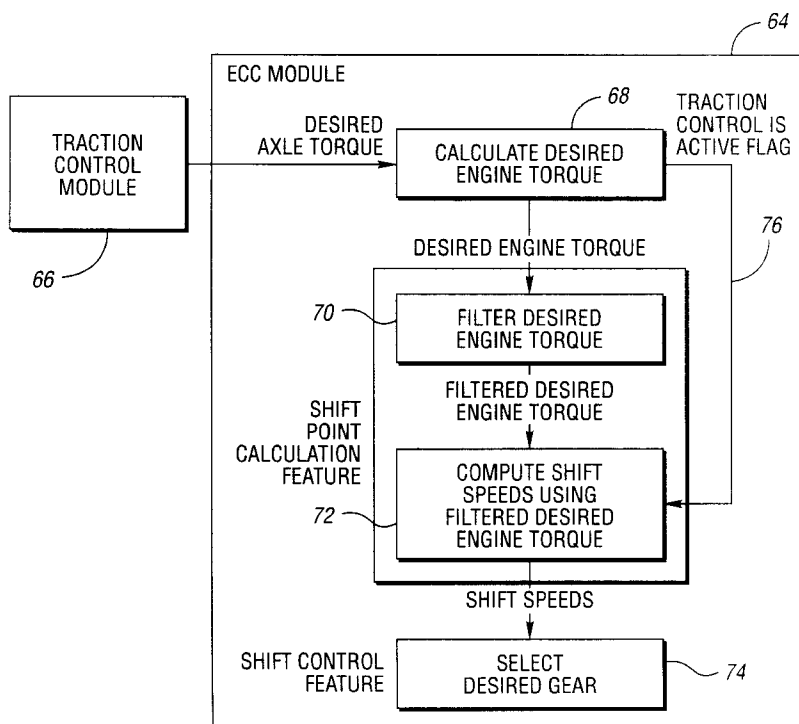 64
ECC MODULE
TRACTION
CONTROL
MODULE
66
DESIRED
AXLE TORQUE
68
CALCULATE DESIRED
ENGINE TORQUE
TRACTION
CONTROL IS
ACTIVE FLAG
76
DESIRED ENGINE TORQUE
70
FILTER DESIRED
ENGINE TORQUE
FILTERED DESIRED
ENGINE TORQUE
SHIFT
POINT
CALCULATION
FEATURE
72
COMPUTE SHIFT
SPEEDS USING
FILTERED DESIRED
ENGINE TORQUE
SHIFT SPEEDS
SHIFT CONTROL
FEATURE
SELECT
DESIRED GEAR
74